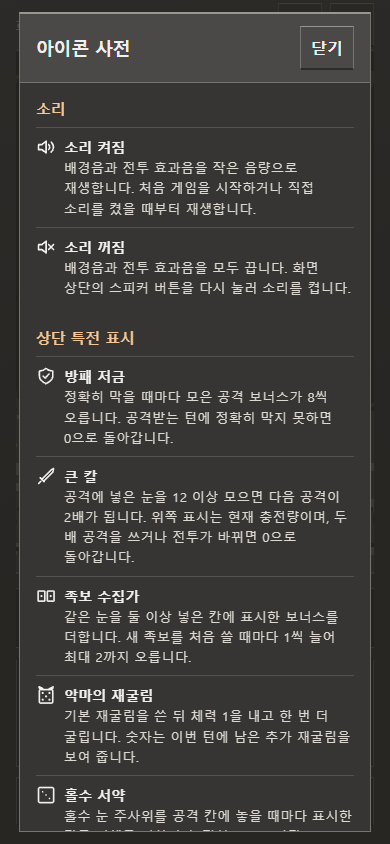 아이콘 사전
닫기
소리
소리 켜짐
배경음과 전투 효과음을 작은 음량으로
재생합니다. 처음 게임을 시작하거나 직접
소리를 켰을 때부터 재생합니다.
소리 꺼짐
배경음과 전투 효과음을 모두 끕니다. 화면
상단의 스피커 버튼을 다시 눌러 소리를 켭니다.
상단 특전 표시
방패 저금
정확히 막을 때마다 모은 공격 보너스가 8씩
오릅니다. 공격받는 턴에 정확히 막지 못하면
0으로 돌아갑니다.
큰 칼
공격에 넣은 눈을 12 이상 모으면 다음 공격이
2배가 됩니다. 위쪽 표시는 현재 충전량이며, 두
배 공격을 쓰거나 전투가 바뀌면 0으로
돌아갑니다.
족보 수집가
같은 눈을 둘 이상 넣은 칸에 표시한 보너스를
더합니다. 새 족보를 처음 쓸 때마다 1씩 늘어
최대 2까지 오릅니다.
악마의 재굴림
기본 재굴림을 쓴 뒤 체력 1을 내고 한 번 더
굴립니다. 숫자는 이번 턴에 남은 추가 재굴림을
보여 줍니다.
홀수 서약
홀수 눈 주사위를 공격 칸에 놓을 때마다 표시한